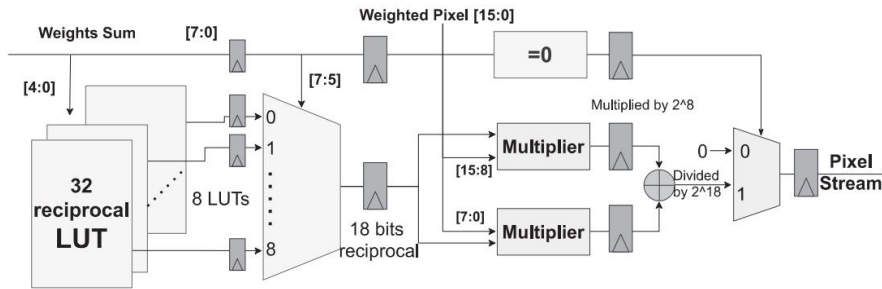 Weights Sum
[7:0]
Weighted Pixel [15:0]
[4:0]
[7:5]
=0
Multiplied by 2^8
0
1
8
8 LUTs
32
reciprocal
LUT
18 bits
reciprocal
Multiplier
[15:8]
[7:0]
Multiplier
Divided
by 2^18
0
0
1
Pixel
Stream